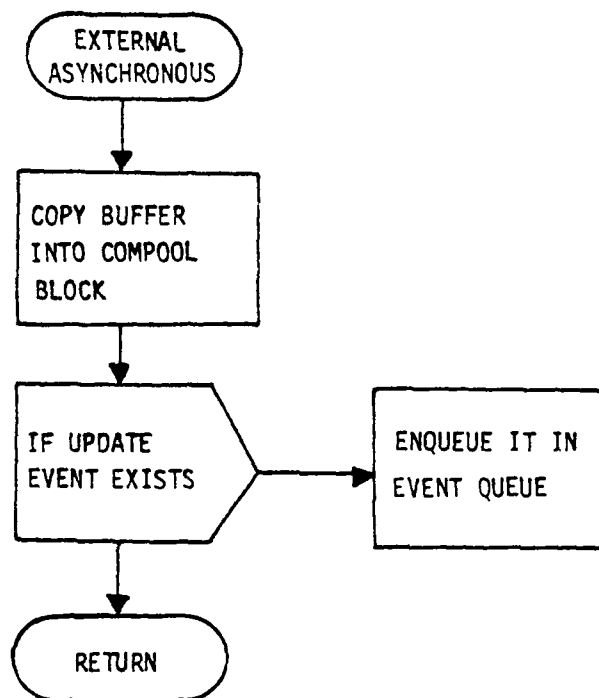 EXTERNAL
ASYNCHRONOUS
COPY BUFFER
INTO COMPOOL
BLOCK
IF UPDATE
EVENT EXISTS
ENQUEUE IT IN
EVENT QUEUE
RETURN